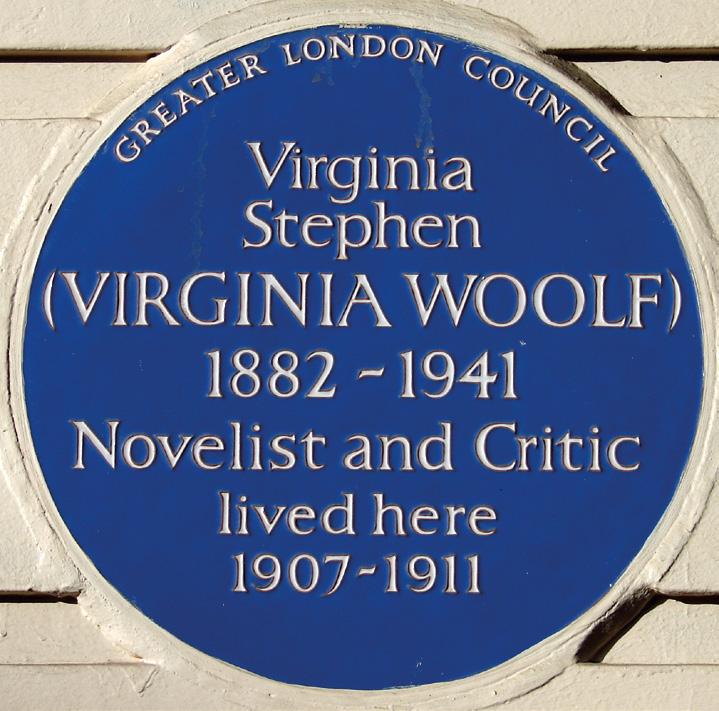 GREATER LONDON COUNCIL
Virginia
Stephen
(VIRGINIA WOOLF)
1882 - 1941
Novelist and Critic
lived here
1907-1911